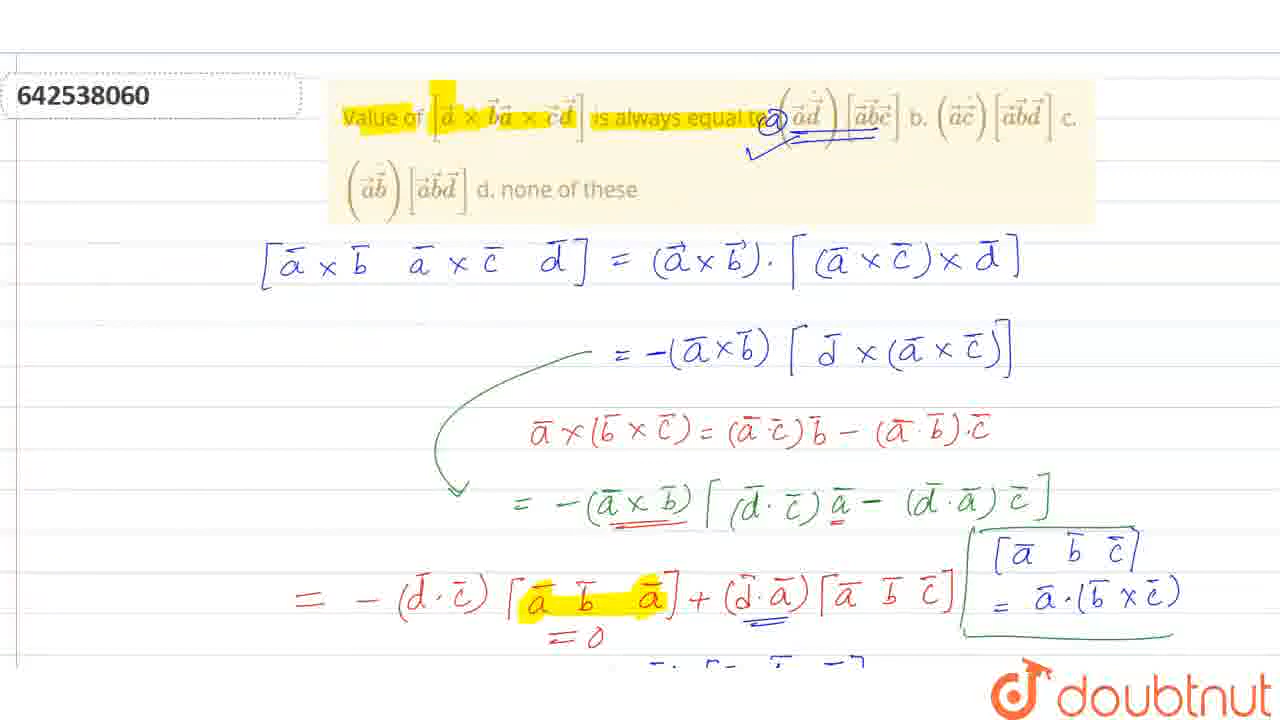 642538060
Value of [d⃗ × b⃗a⃗ × c⃗d⃗] is always equal to a (a⃗ḋ⃗) [a⃗b⃗c⃗] b. (a⃗ċ⃗) [a⃗b⃗d⃗] c.
(a⃗ḃ⃗) [a⃗b⃗d⃗] d. none of these
[a̅ × b̅ a̅ × c̅ d̅] = (a⃗ × b⃗) · [(a̅ × c̅) × d̅]
= -(a̅ × b̅) [d̅ × (a̅ × c̅)]
a̅ × (b̅ × c̅) = (a̅ · c̅) b̅ - (a̅ · b̅) · c̅
= -(a̅ × b̅) [(d̅ · c̅) a̅ - (d̅ · a̅) c̅]
= - (d̅ · c̅) [a̅ b̅ a̅] + (d̅ · a̅) [a̅ b̅ c̅]
= 0
[a̅ b̅ c̅]
= a̅ · (b̅ × c̅)
doubtnut